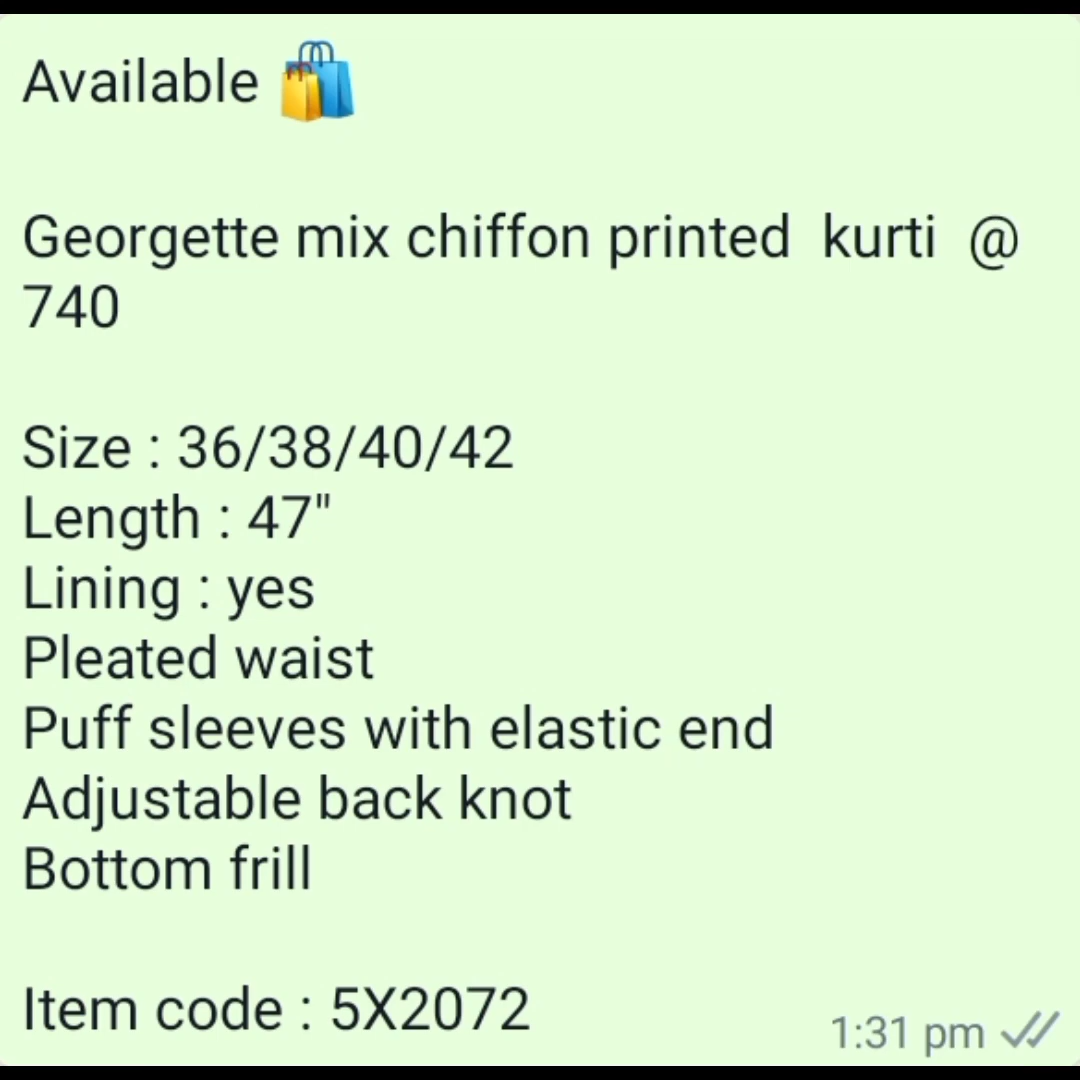 Available 🛍️
Georgette mix chiffon printed  kurti  @
740
Size : 36/38/40/42
Length : 47"
Lining : yes
Pleated waist
Puff sleeves with elastic end
Adjustable back knot
Bottom frill
Item code : 5X2072
1:31 pm